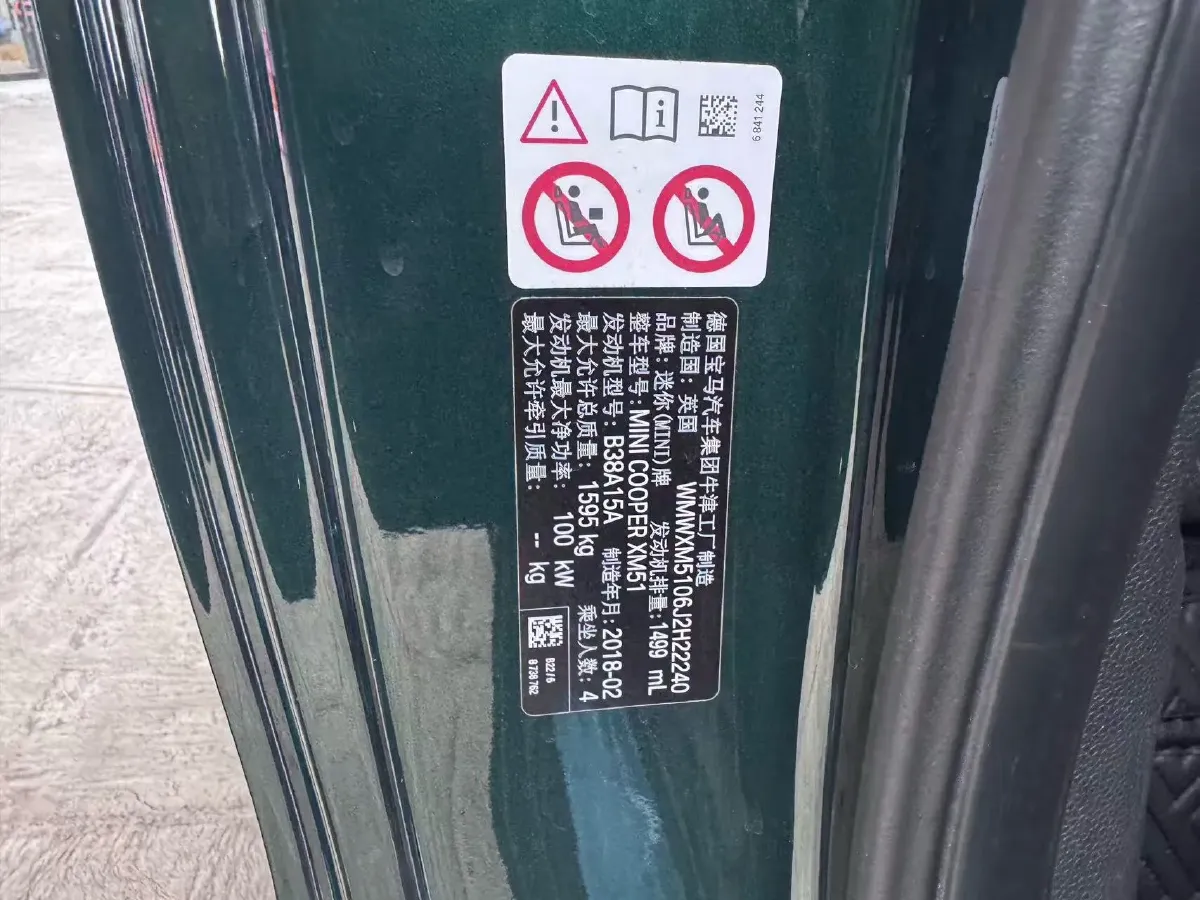 6 841 244
德国宝马汽车集团牛津工厂制造
制造国：英国 WMWXM5106J2H22240
品牌：迷你(MINI)牌 发动机排量：1499 mL
整车型号：MINI COOPER XM51
发动机型号：B38A15A 制造年月：2018-02
最大允许总质量：1595 kg 乘坐人数：4
发动机最大净功率：100 kW
最大允许牵引质量：-- kg
9 738 762